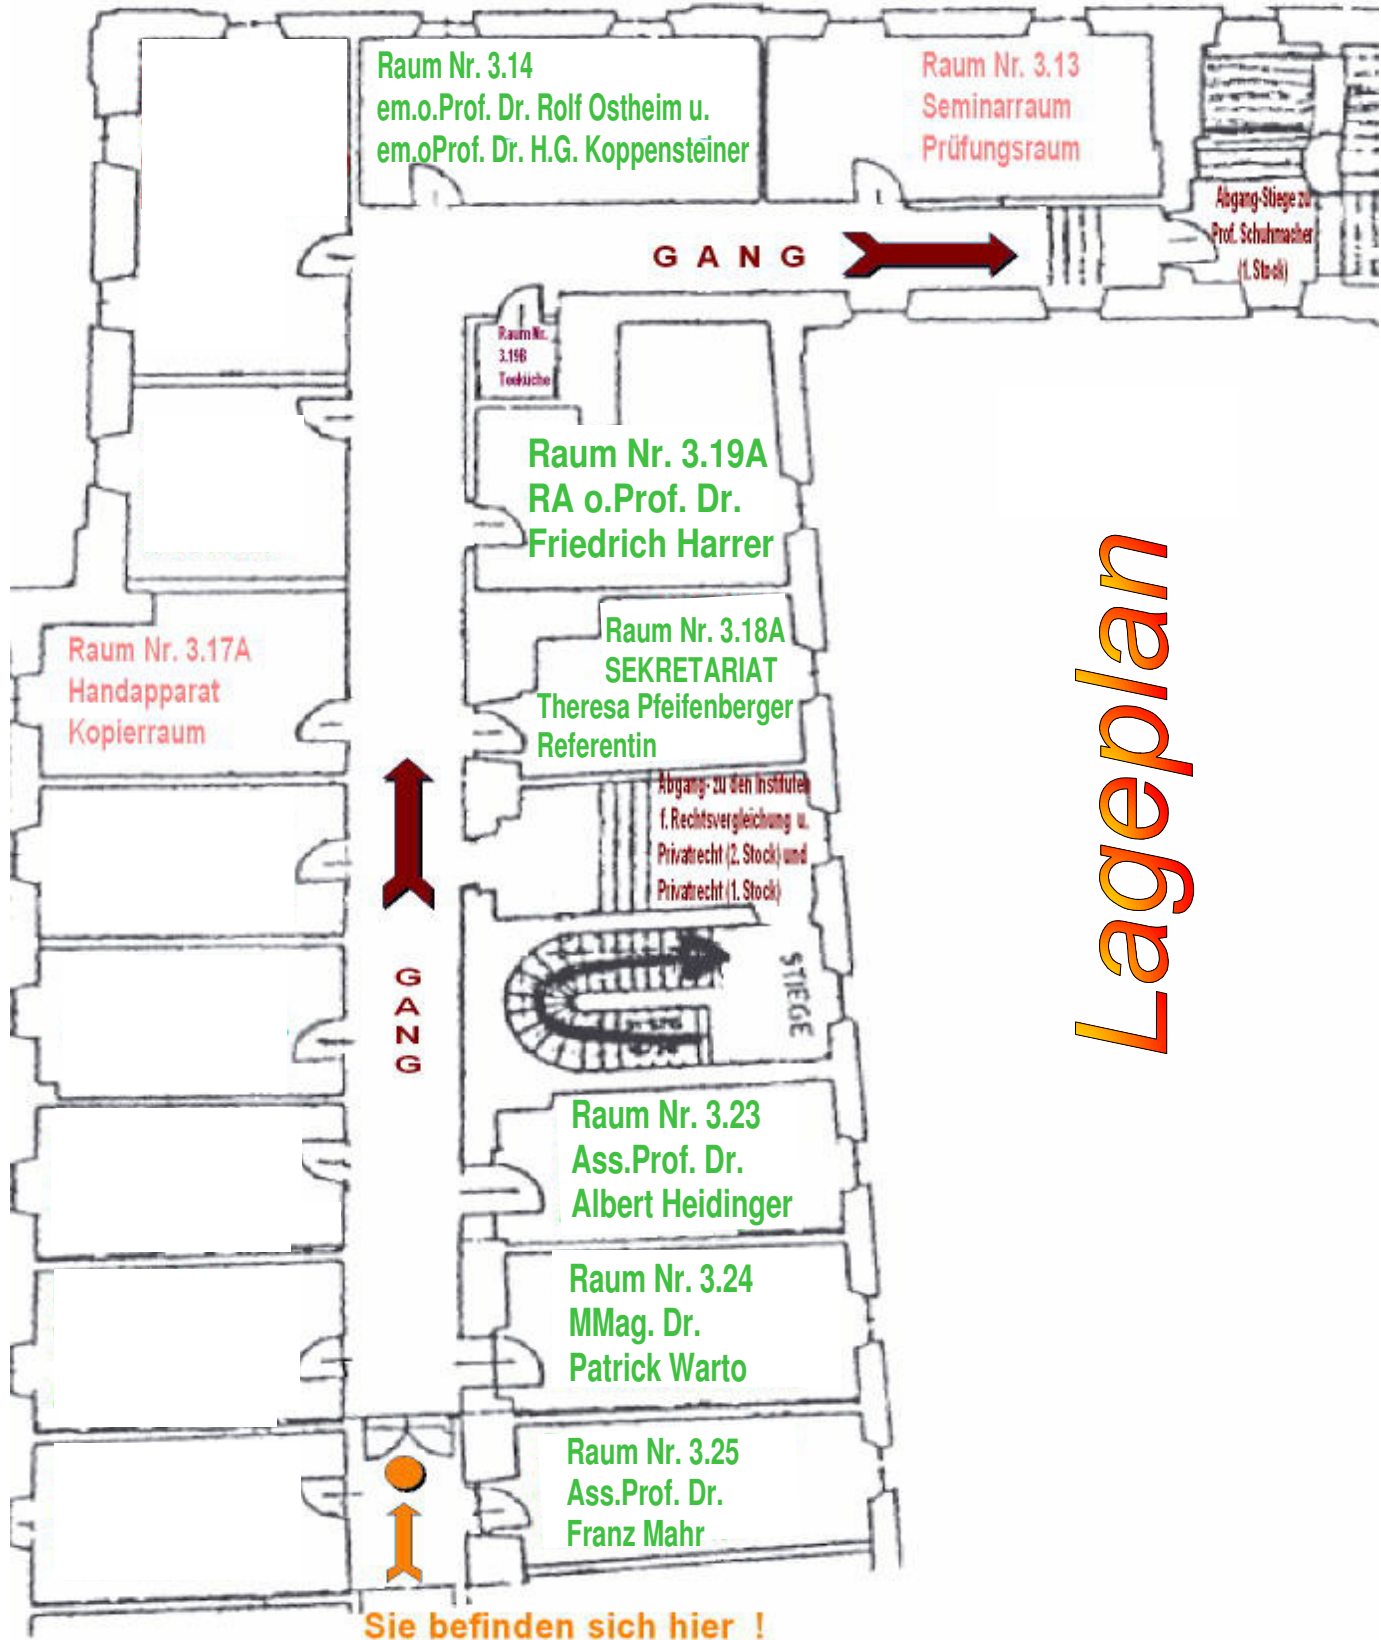 Raum Nr. 3.14
em.o.Prof. Dr. Rolf Ostheim u.
em.oProf. Dr. H.G. Koppensteiner
Raum Nr. 3.13
Seminarraum
Prüfungsraum
Abgang-Stiege zu
Prof. Schuhmacher
(1. Stock)
GANG
Raum Nr.
3.19B
Teeküche
Raum Nr. 3.19A
RA o.Prof. Dr.
Friedrich Harrer
Raum Nr. 3.17A
Handapparat
Kopierraum
Raum Nr. 3.18A
SEKRETARIAT
Theresa Pfeifenberger
Referentin
Abgang- zu den Instituten
f. Rechtsvergleichung u.
Privatrecht (2. Stock) und
Privatrecht (1. Stock)
GANG
STIEGE
Lageplan
Raum Nr. 3.23
Ass.Prof. Dr.
Albert Heidinger
Raum Nr. 3.24
MMag. Dr.
Patrick Warto
Raum Nr. 3.25
Ass.Prof. Dr.
Franz Mahr
Sie befinden sich hier !